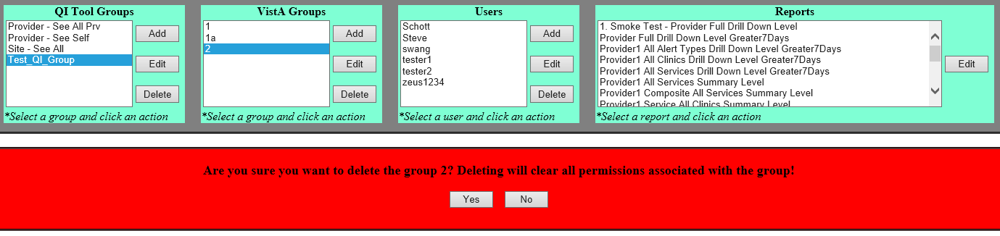 QI Tool Groups
Provider - See All Prv
Provider - See Self
Site - See All
Test_QI_Group
Add
Edit
Delete
*Select a group and click an action
VistA Groups
1
1a
2
Add
Edit
Delete
*Select a group and click an action
Users
Schott
Steve
swang
tester1
tester2
zeus1234
Add
Edit
Delete
*Select a user and click an action
Reports
1. Smoke Test - Provider Full Drill Down Level
Provider Full Drill Down Level Greater7Days
Provider1 All Alert Types Drill Down Level Greater7Days
Provider1 All Clinics Drill Down Level Greater7Days
Provider1 All Services Drill Down Level Greater7Days
Provider1 All Services Summary Level
Provider1 Composite All Services Summary Level
Provider1 Service All Clinics Summary Level
Edit
*Select a report and click an action
Are you sure you want to delete the group 2? Deleting will clear all permissions associated with the group!
Yes
No